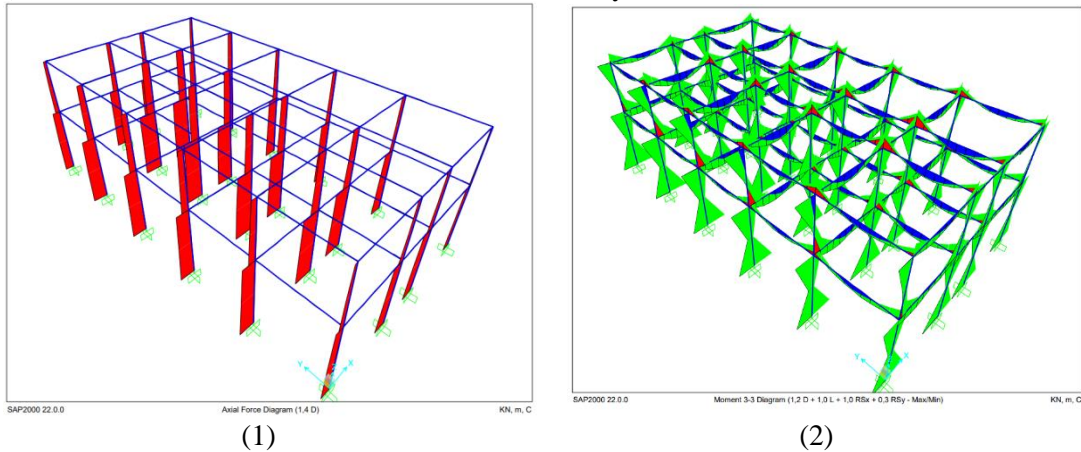 y
SAP2000 22.0.0 Axial Force Diagram (1,4 D) KN, m, C
SAP2000 22.0.0 Moment 3-3 Diagram (1,2 D + 1,0 L + 1,0 RSx + 0,3 RSy - Max/Min) KN, m, C
Y X
Y X
(1) (2)